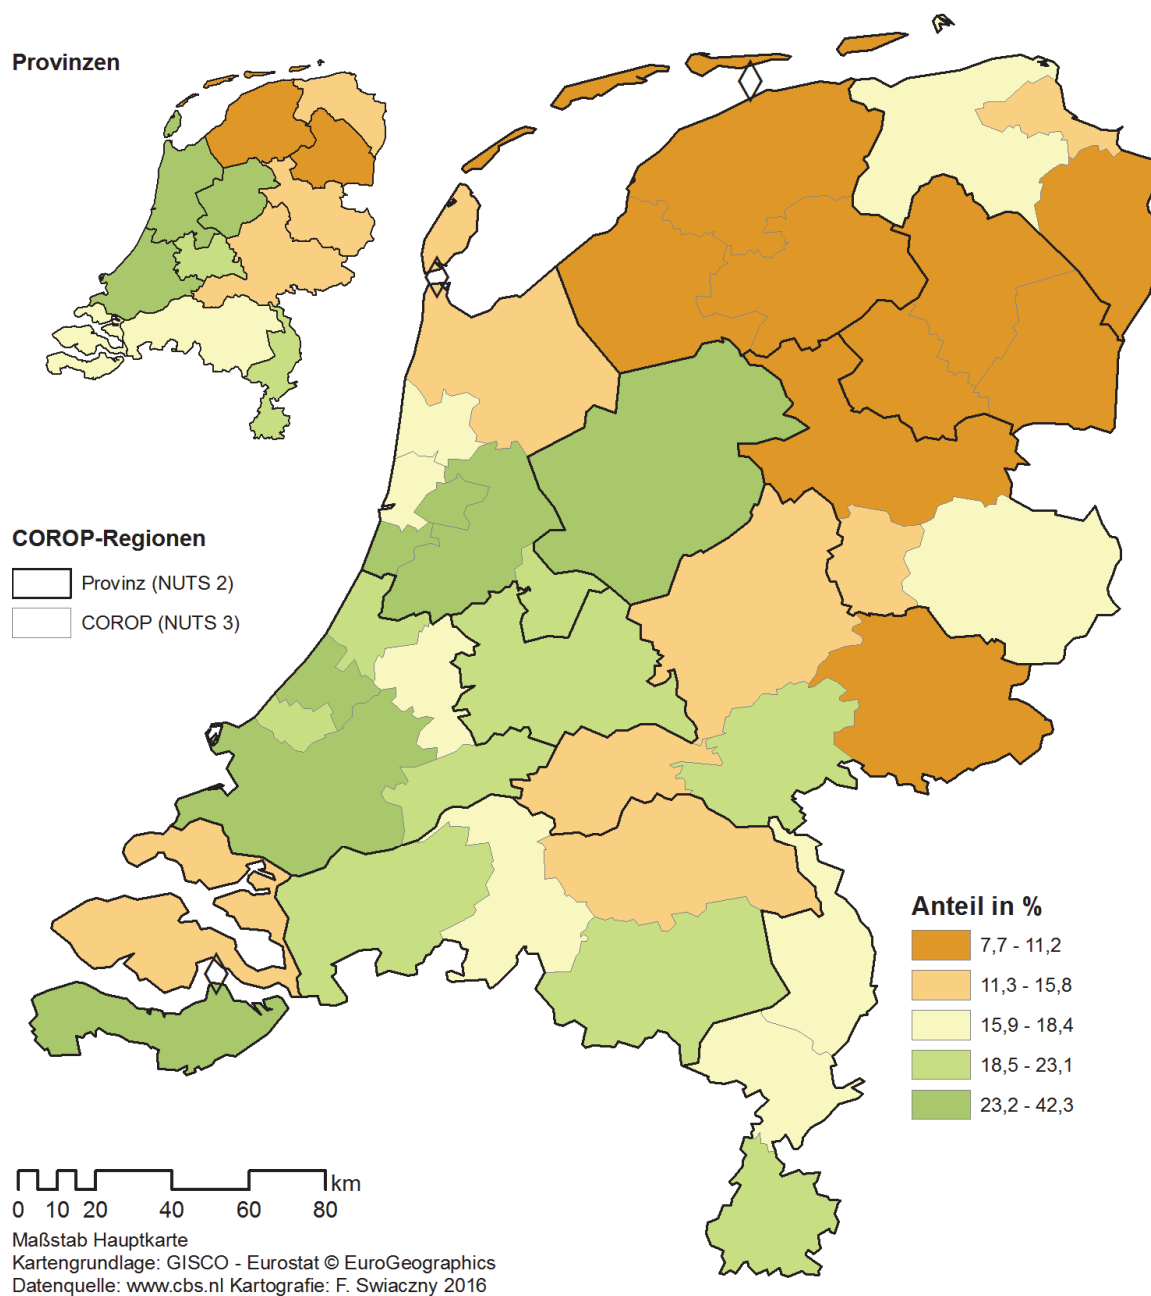 Provinzen
COROP-Regionen
Provinz (NUTS 2)
COROP (NUTS 3)
Anteil in %
7,7 - 11,2
11,3 - 15,8
15,9 - 18,4
18,5 - 23,1
23,2 - 42,3
km
0 10 20 40 60 80
Maßstab Hauptkarte
Kartengrundlage: GISCO - Eurostat © EuroGeographics
Datenquelle: www.cbs.nl Kartografie: F. Swiaczny 2016